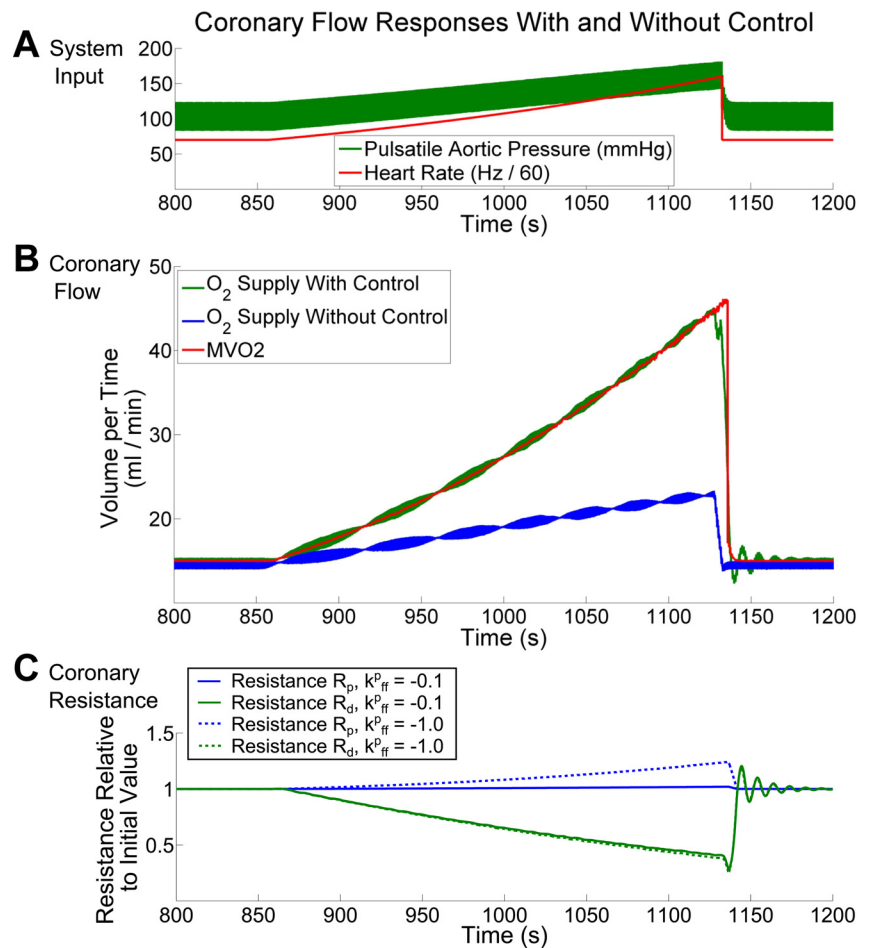 Coronary Flow Responses With and Without Control
A System
Input
200
150
100
50
Pulsatile Aortic Pressure (mmHg)
Heart Rate (Hz / 60)
800 850 900 950 1000 1050 1100 1150 1200
Time (s)
B Coronary
Flow
50
40
30
20
Volume per Time
(ml / min)
O2 Supply With Control
O2 Supply Without Control
MVO2
800 850 900 950 1000 1050 1100 1150 1200
Time (s)
C Coronary
Resistance
Resistance Rp, kpff = -0.1
Resistance Rd, kpff = -0.1
Resistance Rp, kpff = -1.0
Resistance Rd, kpff = -1.0
1.5
1
0.5
Resistance Relative
to Initial Value
800 850 900 950 1000 1050 1100 1150 1200
Time (s)